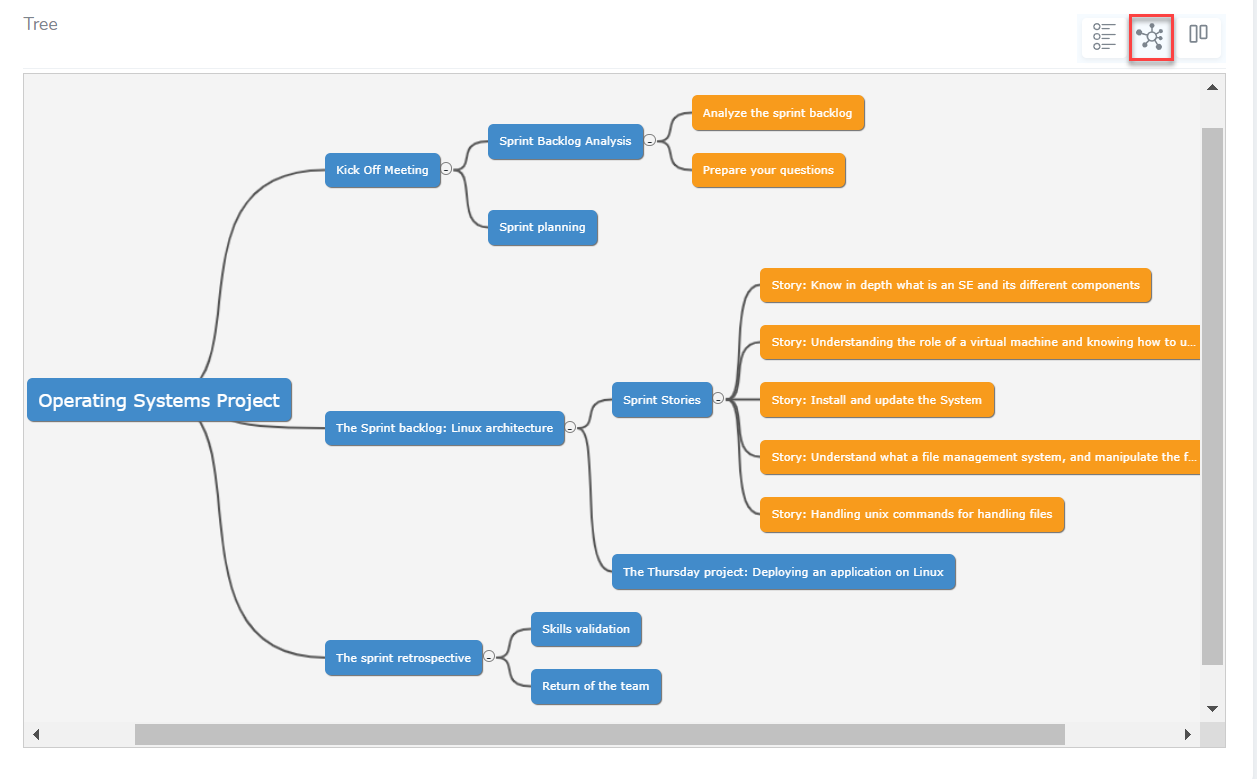 Tree
Analyze the sprint backlog
Sprint Backlog Analysis
Kick Off Meeting
Prepare your questions
Sprint planning
Story: Know in depth what is an SE and its different components
Story: Understanding the role of a virtual machine and knowing how to u...
Operating Systems Project
Sprint Stories
Story: Install and update the System
The Sprint backlog: Linux architecture
Story: Understand what a file management system, and manipulate the f...
Story: Handling unix commands for handling files
The Thursday project: Deploying an application on Linux
Skills validation
The sprint retrospective
Return of the team